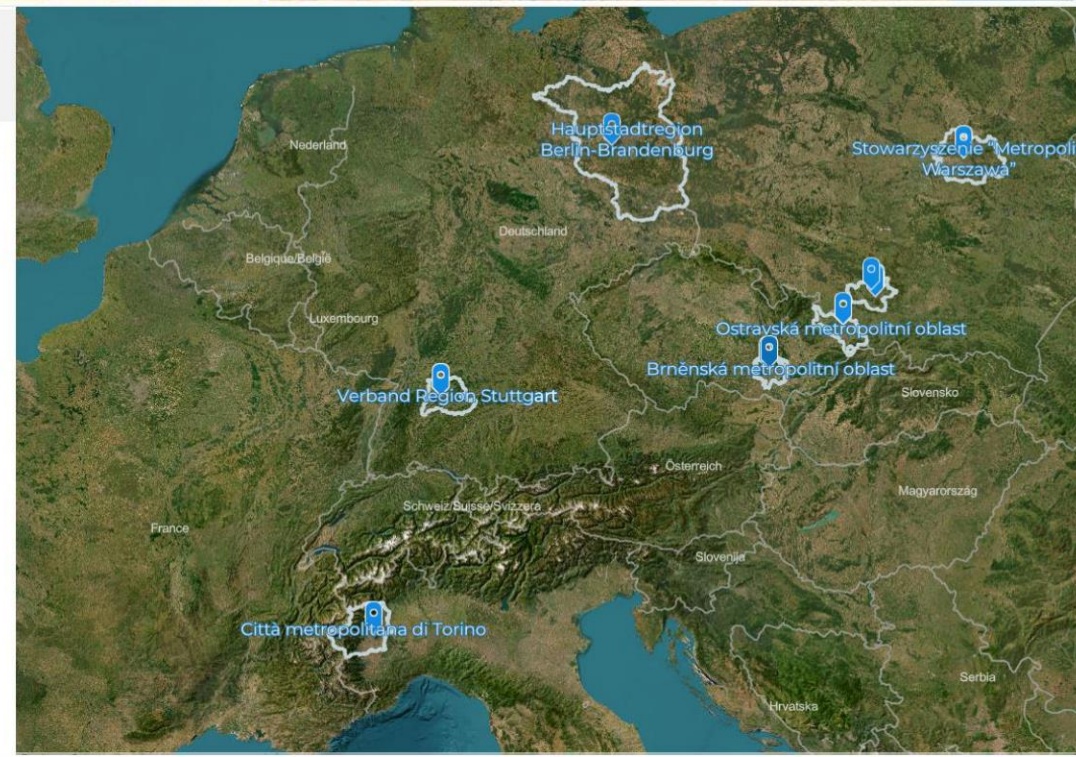 Hauptstadtregion
Berlin-Brandenburg
Nederland
Stowarzyszenie "Metropoli
Warszawa"
Deutschland
Belgique/België
Luxembourg
Ostravská metropolitní oblast
Brněnská metropolitní oblast
Verband Region Stuttgart
Slovensko
Österreich
Magyarország
Schweiz/Suisse/Svizzera
France
Slovenija
Città metropolitana di Torino
Serbia
Hrvatska